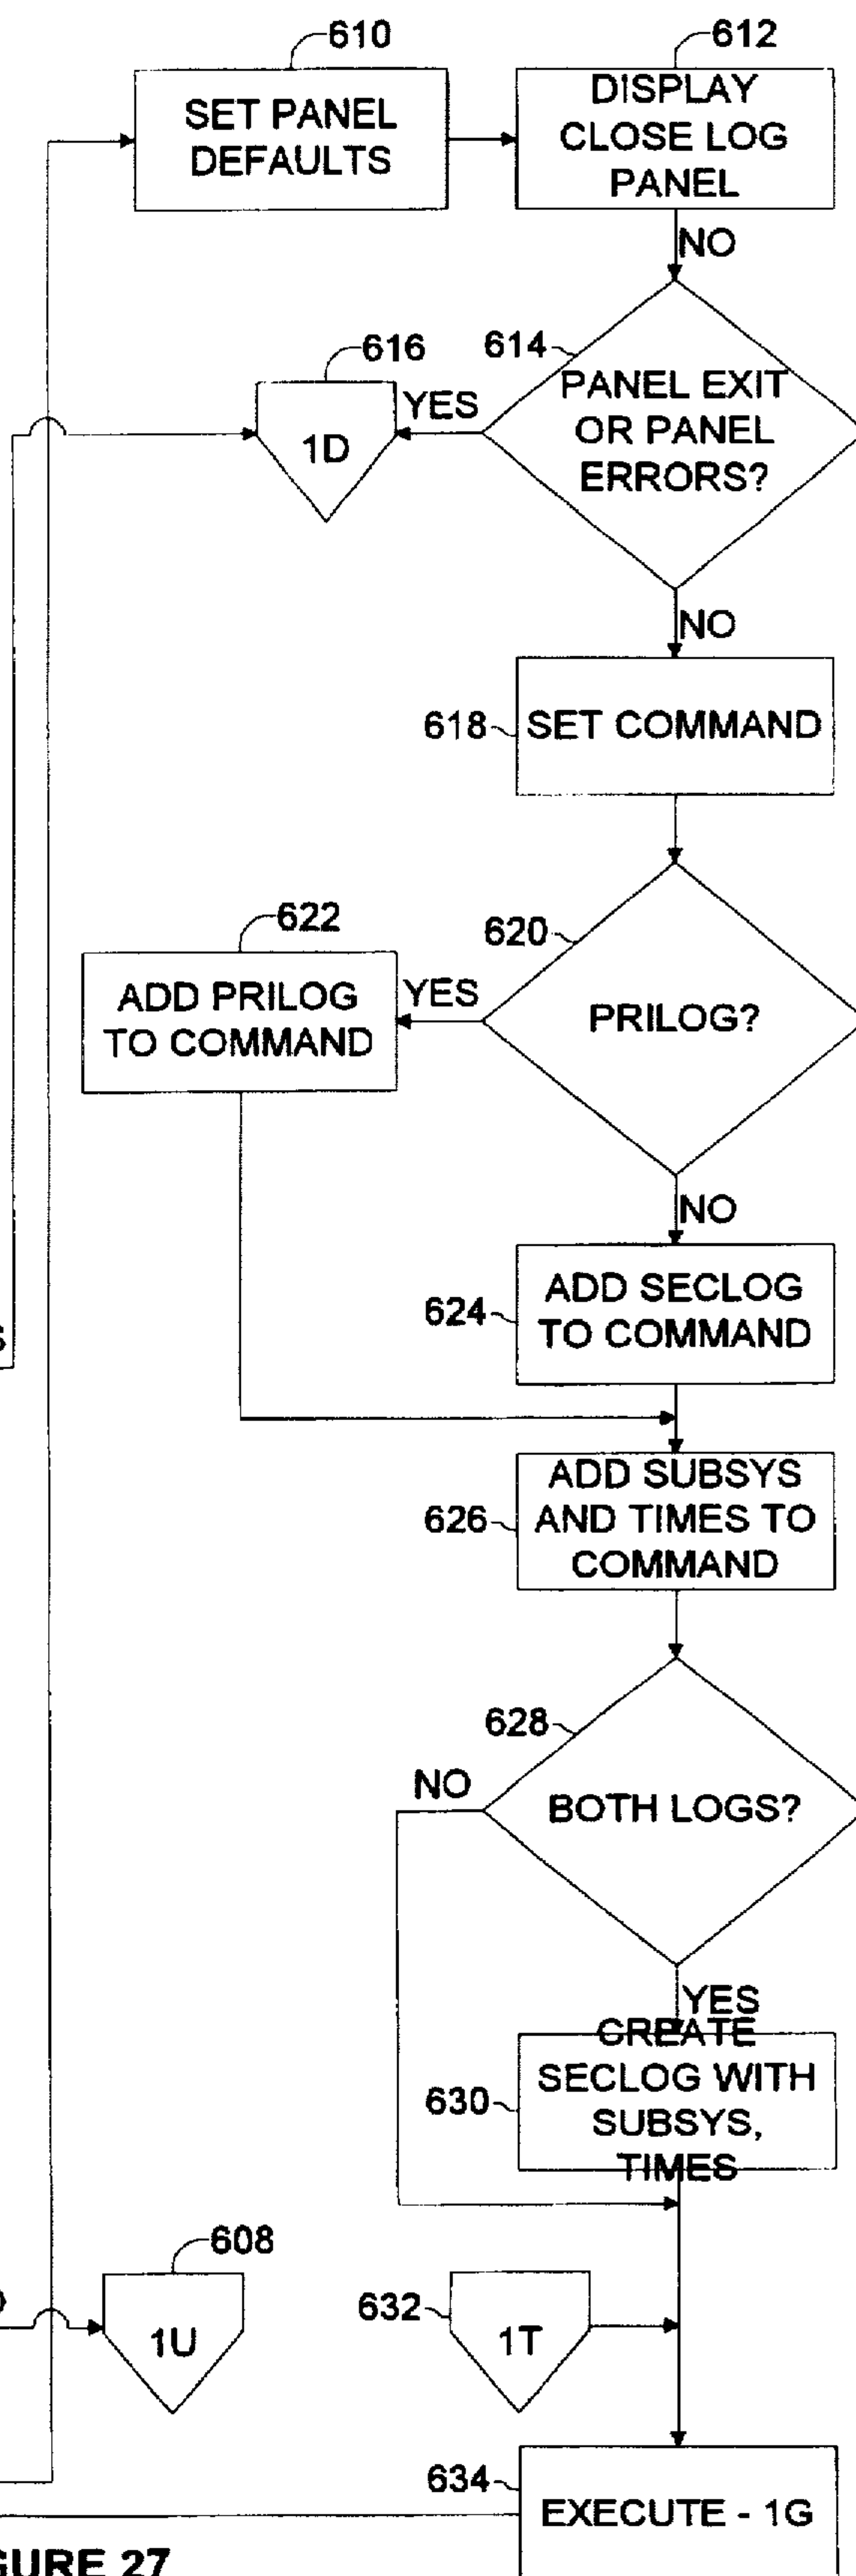 610
612
SET PANEL
DEFAULTS
DISPLAY
CLOSE LOG
PANEL
NO
616
614
1D
YES
PANEL EXIT
OR PANEL
ERRORS?
NO
618
SET COMMAND
622
620
ADD PRILOG
TO COMMAND
YES
PRILOG?
NO
624
ADD SECLOG
TO COMMAND
626
ADD SUBSYS
AND TIMES TO
COMMAND
628
NO
BOTH LOGS?
YES
630
CREATE
SECLOG WITH
SUBSYS,
TIMES
608
1U
632
1T
634
EXECUTE - 1G
GURE 27